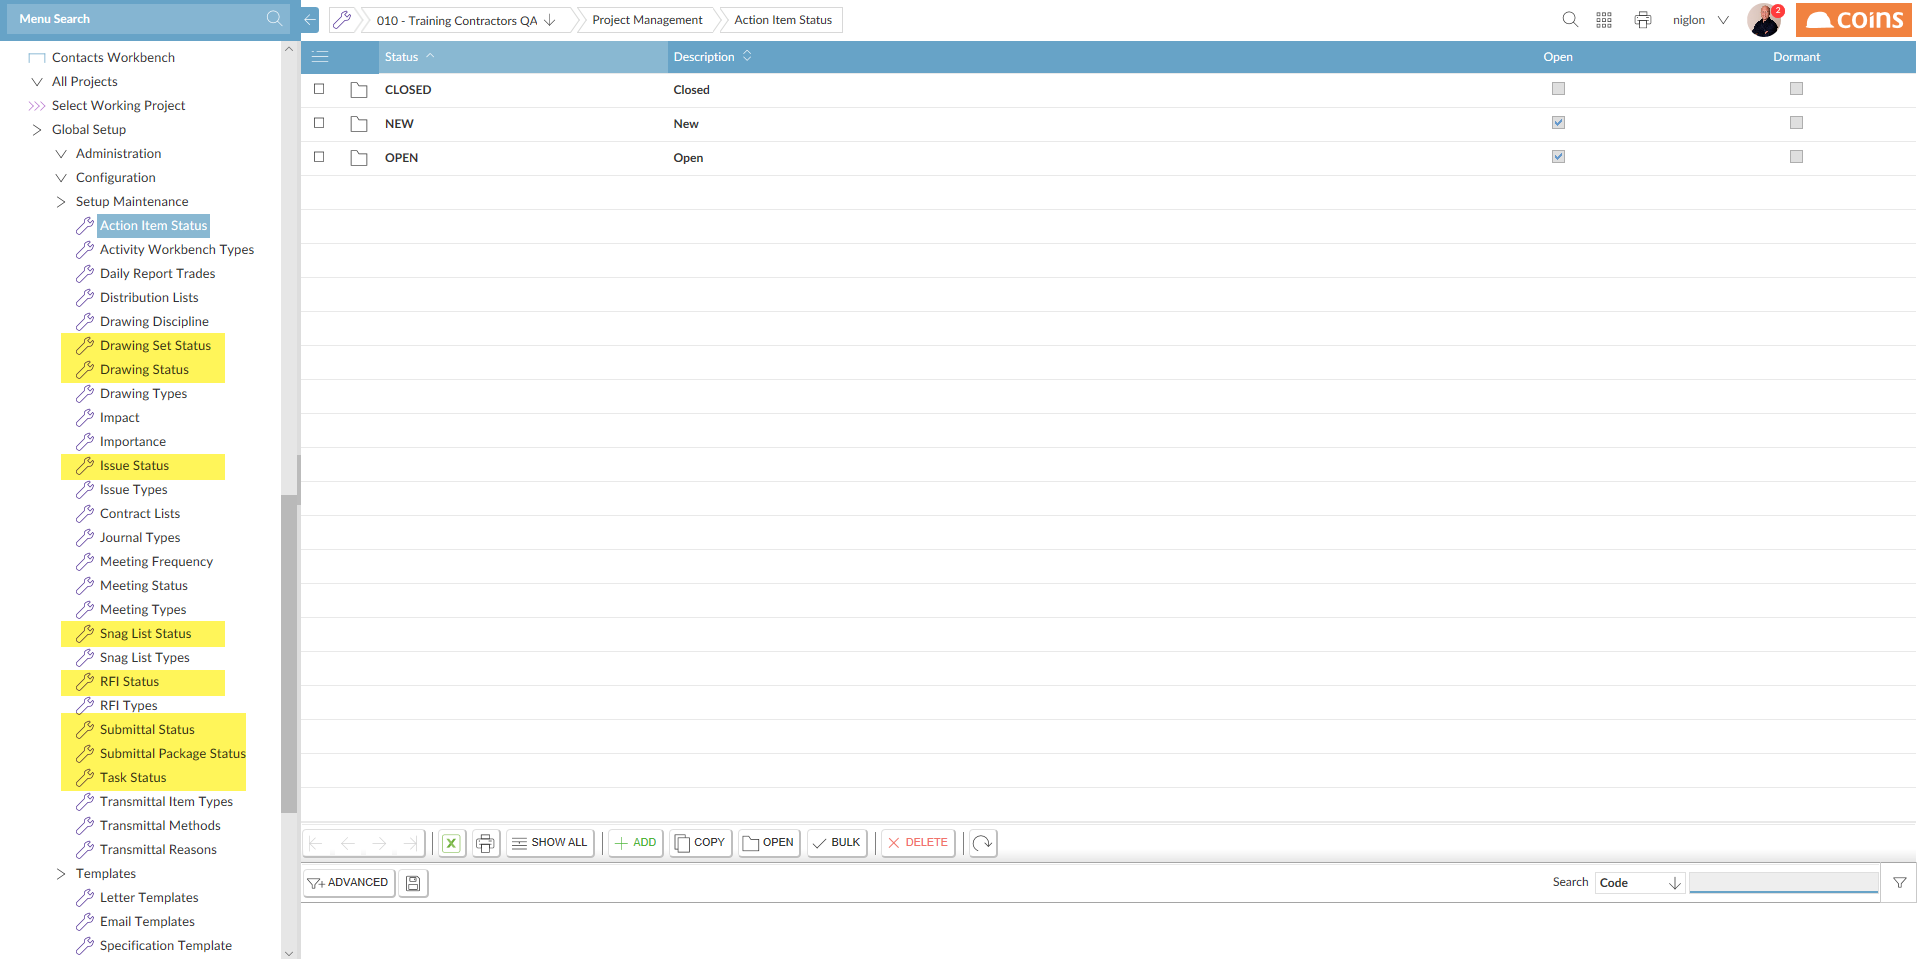 Menu Search
010 - Training Contractors QA
Project Management
Action Item Status
niglon
2
coins
Contacts Workbench
All Projects
Select Working Project
Global Setup
Administration
Configuration
Setup Maintenance
Action Item Status
Activity Workbench Types
Daily Report Trades
Distribution Lists
Drawing Discipline
Drawing Set Status
Drawing Status
Drawing Types
Impact
Importance
Issue Status
Issue Types
Contract Lists
Journal Types
Meeting Frequency
Meeting Status
Meeting Types
Snag List Status
Snag List Types
RFI Status
RFI Types
Submittal Status
Submittal Package Status
Task Status
Transmittal Item Types
Transmittal Methods
Transmittal Reasons
Templates
Letter Templates
Email Templates
Specification Template
Status Description Open Dormant
CLOSED Closed
NEW New
OPEN Open
SHOW ALL ADD COPY OPEN BULK DELETE
ADVANCED Search Code